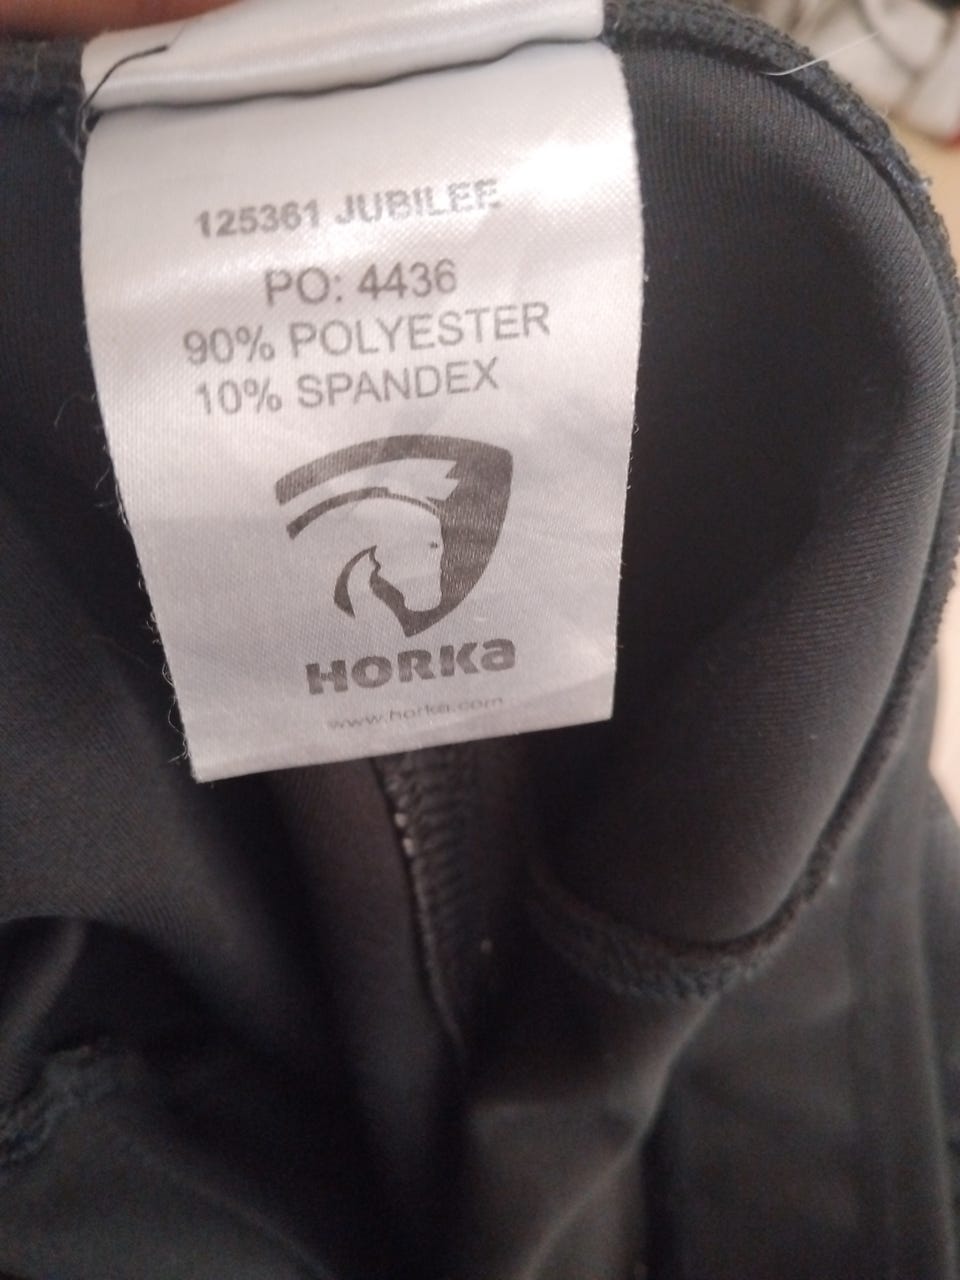 125361 JUBILEE
PO: 4436
90% POLYESTER
10% SPANDEX
HORKa
www.horka.com